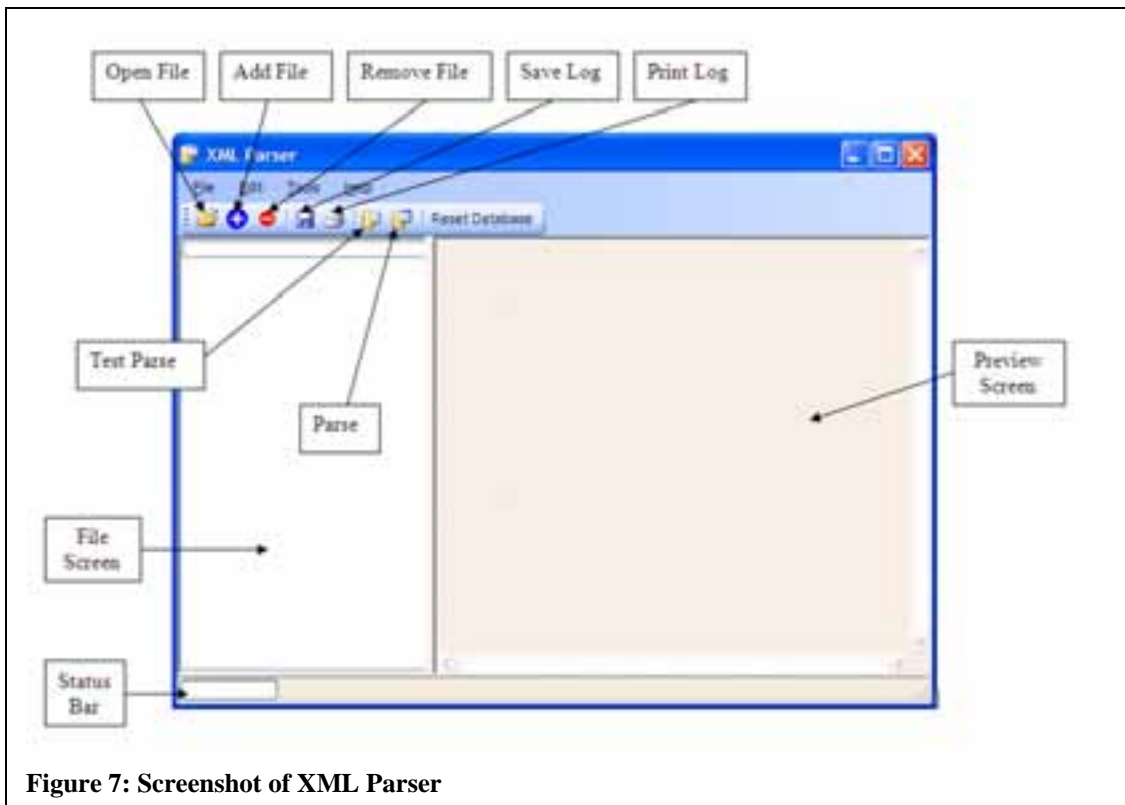 Open File
Add File
Remove File
Save Log
Print Log
XML Parser
File Edit Tools Help
Reset Database
Test Parse
Parse
Preview
Screen
File
Screen
Status
Bar
Figure 7: Screenshot of XML Parser